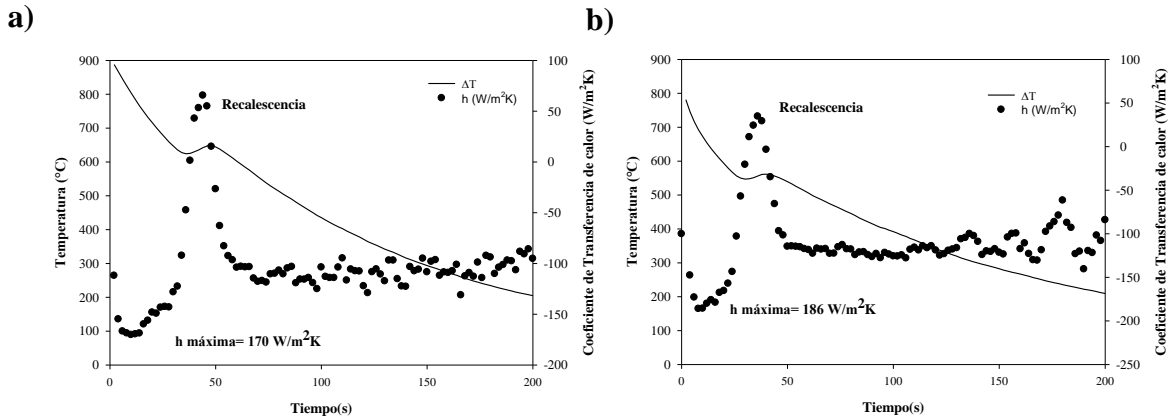 a)
900
800
700
600
500
400
300
200
100
0
Temperatura (°C)
100
50
0
-50
-100
-150
-200
Coeficiente de Transferencia de calor (W/m²K)
ΔT
h (W/m²K)
Recalescencia
h máxima= 170 W/m²K
0 50 100 150 200
Tiempo(s)
b)
900
800
700
600
500
400
300
200
100
0
Temperatura (°C)
100
50
0
-50
-100
-150
-200
-250
Coeficiente de Transferencia de calor (W/m²K)
ΔT
h (W/m²K)
Recalescencia
h máxima= 186 W/m²K
0 50 100 150 200
Tiempo(s)